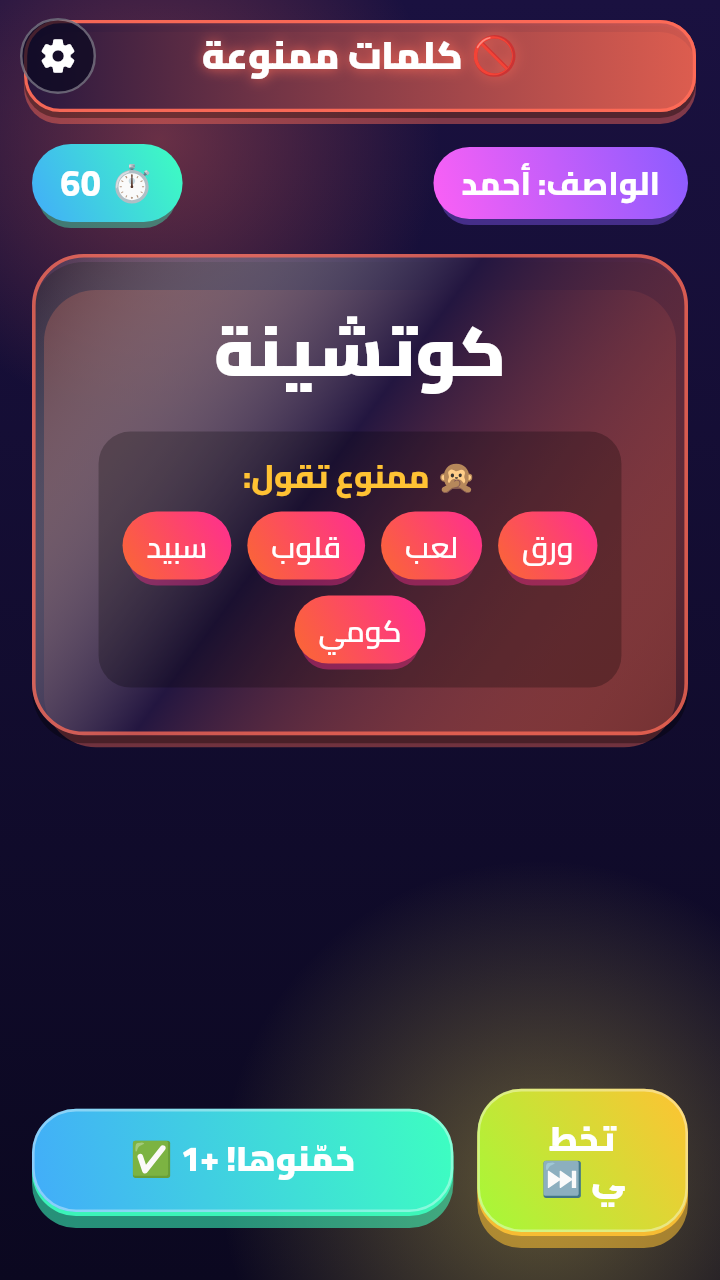 🚫 كلمات ممنوعة
الواصف: أحمد
⏱️ 60
كوتشينة
🙊 ممنوع تقول:
ورق لعب قلوب سبيد
كومي
تخط
ي ⏭️
خمّنوها! +1 ✅